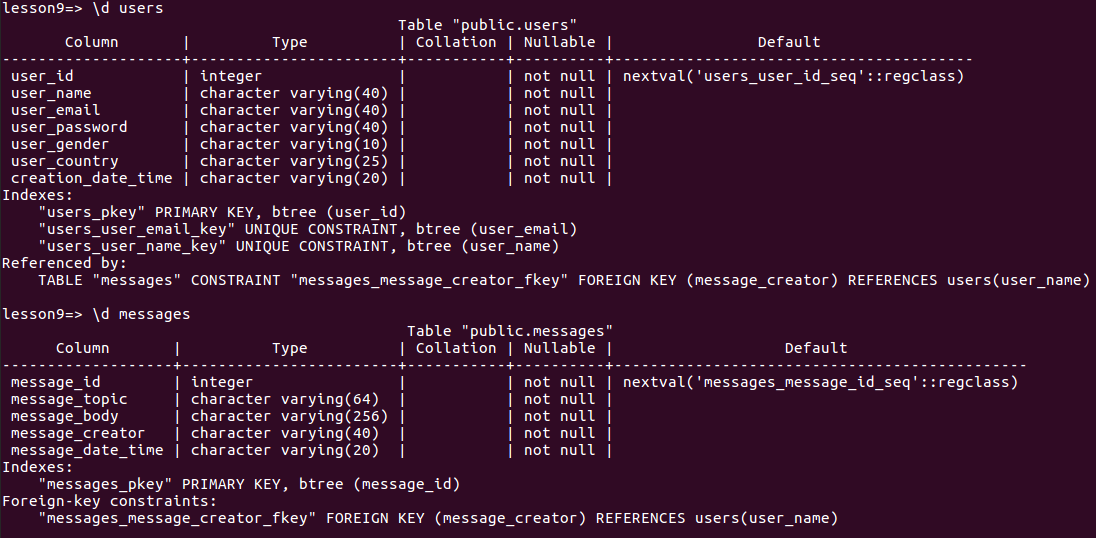 lesson9=> \d users
                                            Table "public.users"
       Column       |         Type          | Collation | Nullable |                Default
--------------------+-----------------------+-----------+----------+----------------------------------------
 user_id            | integer               |           | not null | nextval('users_user_id_seq'::regclass)
 user_name          | character varying(40) |           | not null |
 user_email         | character varying(40) |           | not null |
 user_password      | character varying(40) |           | not null |
 user_gender        | character varying(10) |           | not null |
 user_country       | character varying(25) |           | not null |
 creation_date_time | character varying(20) |           | not null |
Indexes:
    "users_pkey" PRIMARY KEY, btree (user_id)
    "users_user_email_key" UNIQUE CONSTRAINT, btree (user_email)
    "users_user_name_key" UNIQUE CONSTRAINT, btree (user_name)
Referenced by:
    TABLE "messages" CONSTRAINT "messages_message_creator_fkey" FOREIGN KEY (message_creator) REFERENCES users(user_name)

lesson9=> \d messages
                                             Table "public.messages"
      Column       |          Type          | Collation | Nullable |                   Default
-------------------+------------------------+-----------+----------+----------------------------------------------
 message_id        | integer                |           | not null | nextval('messages_message_id_seq'::regclass)
 message_topic     | character varying(64)  |           | not null |
 message_body      | character varying(256) |           | not null |
 message_creator   | character varying(40)  |           | not null |
 message_date_time | character varying(20)  |           | not null |
Indexes:
    "messages_pkey" PRIMARY KEY, btree (message_id)
Foreign-key constraints:
    "messages_message_creator_fkey" FOREIGN KEY (message_creator) REFERENCES users(user_name)